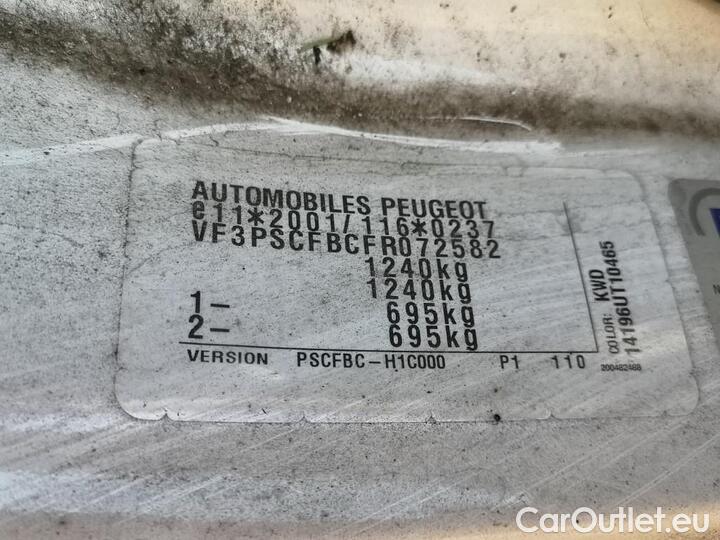 AUTOMOBILES PEUGEOT
e11*2001/116*0237
VF3PSCFBCFR072582
1240kg
1240kg
1- 695kg
2- 695kg
VERSION PSCFBC-H1C000 P1 110
COLOR: KWD
14196UT10465
200482468
CarOutlet.eu